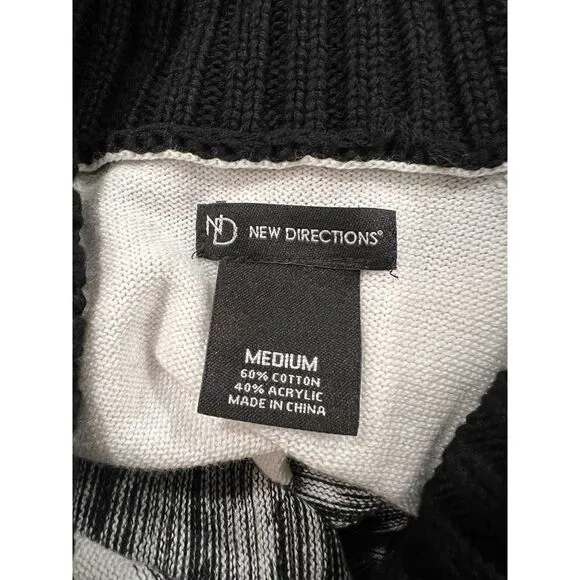 ND NEW DIRECTIONS®
MEDIUM
60% COTTON
40% ACRYLIC
MADE IN CHINA